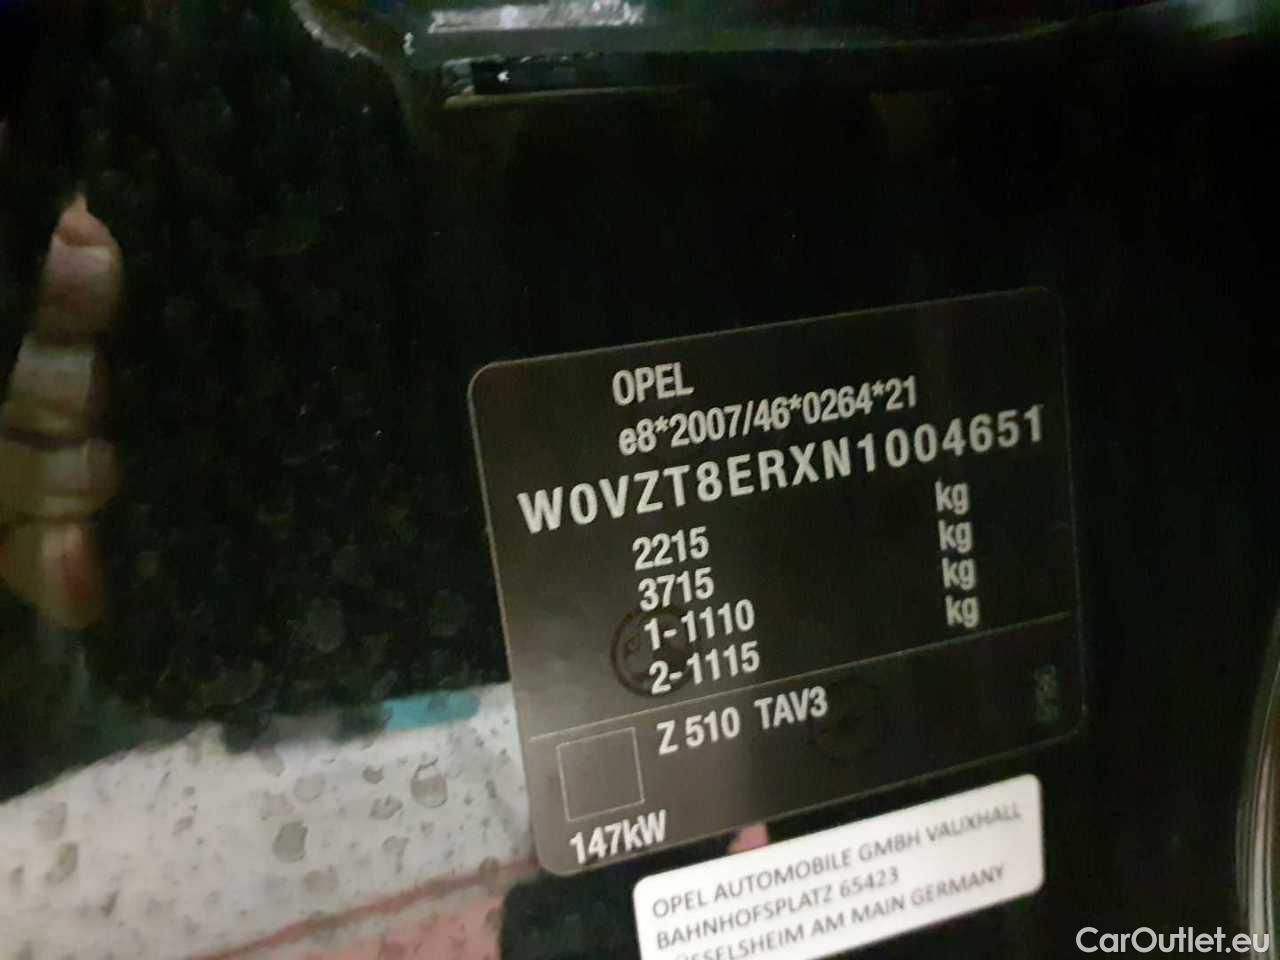 OPEL
e8*2007/46*0264*21
W0VZT8ERXN1004651
2215 kg
3715 kg
1-1110 kg
2-1115 kg
Z 510 TAV3
147kW
OPEL AUTOMOBILE GMBH VAUXHALL
BAHNHOFSPLATZ 65423
AM MAIN GERMANY
CarOutlet.eu